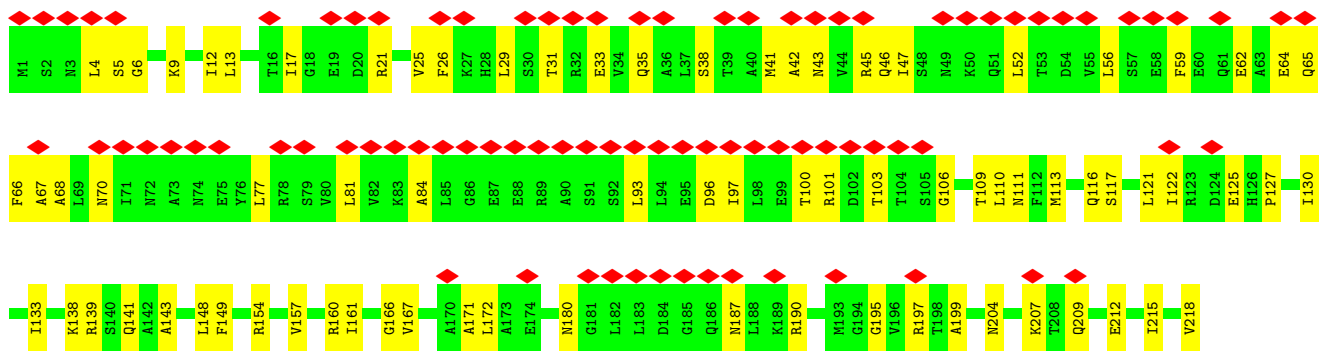 M1 S2 N3 L4 S5 G6 K9 I12 L13 T16 I17 G18 E19 D20 R21 V25 F26 K27 H28 L29 S30 T31 R32 E33 V34 Q35 A36 L37 S38 T39 A40 M41 A42 N43 V44 R45 Q46 I47 S48 N49 K50 Q51 L52 T53 D54 V55 L56 S57 E58 F59 E60 Q61 E62 A63 E64 Q65
F66 A67 A68 L69 N70 I71 N72 A73 N74 E75 Y76 L77 R78 S79 V80 L81 V82 K83 A84 L85 G86 E87 E88 R89 A90 S91 S92 L93 L94 E95 D96 I97 L98 E99 T100 R101 D102 T103 T104 S105 G106 T109 L110 N111 F112 M113 Q116 S117 L121 I122 R123 D124 E125 H126 P127 I130
I133 K138 R139 S140 Q141 A142 A143 L148 F149 R154 V157 R160 I161 G166 V167 A170 A171 L172 A173 E174 N180 G181 L182 L183 D184 G185 Q186 N187 L188 K189 R190 M193 G194 G195 V196 R197 T198 A199 N204 K207 T208 Q209 E212 I215 V218